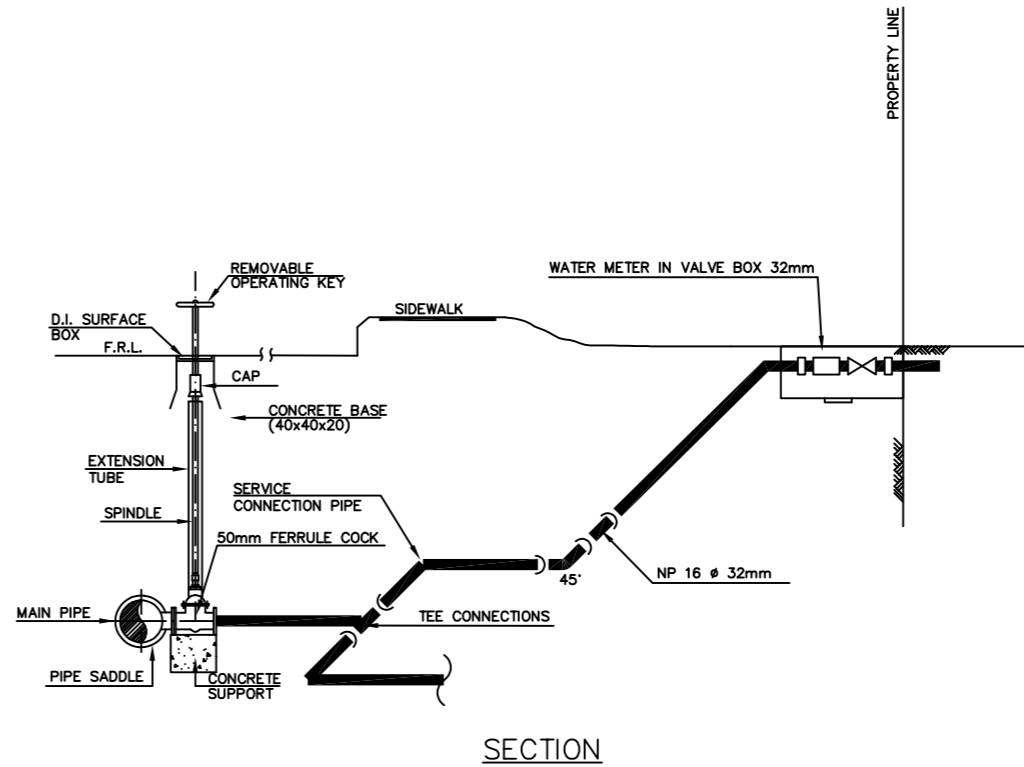 PROPERTY LINE
REMOVABLE
OPERATING KEY
WATER METER IN VALVE BOX 32mm
D.I. SURFACE
BOX
SIDEWALK
F.R.L.
CAP
CONCRETE BASE
(40x40x20)
EXTENSION
TUBE
SERVICE
CONNECTION PIPE
SPINDLE
50mm FERRULE COCK
45°
NP 16 ø 32mm
MAIN PIPE
TEE CONNECTIONS
PIPE SADDLE
CONCRETE
SUPPORT
SECTION